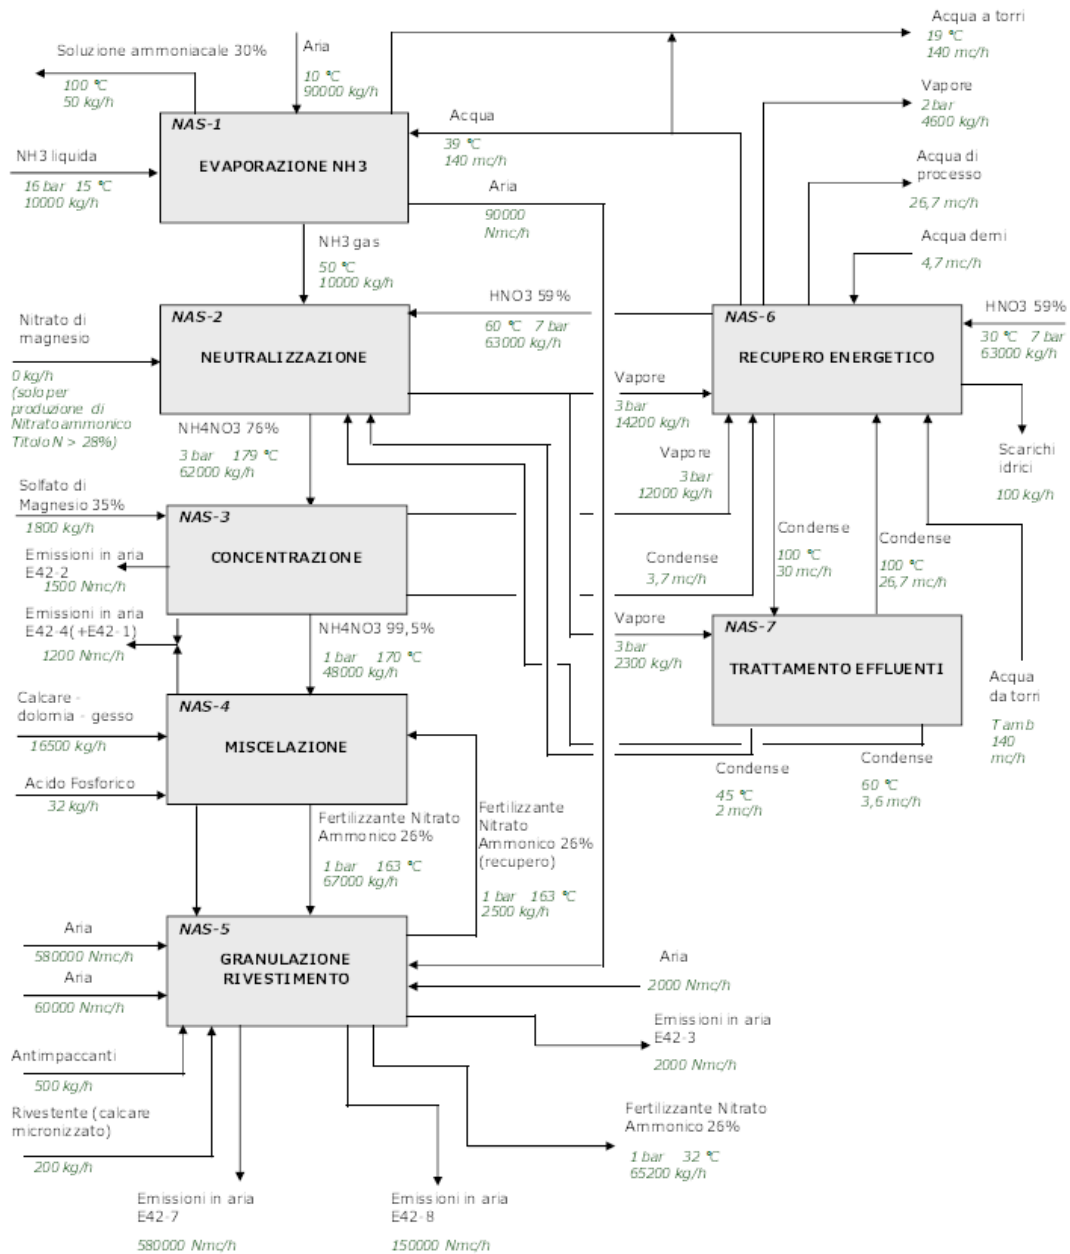 Acqua a torri
19 °C
140 mc/h
Soluzione ammoniacale 30%
100 °C
50 kg/h
Aria
10 °C
90000 kg/h
Vapore
2bar
4600 kg/h
NAS-1
EVAPORAZIONE NH3
Acqua
39 °C
140 mc/h
NH3 liquida
16 bar 15 °C
10000 kg/h
Acqua di
processo
26,7 mc/h
Aria
90000
Nmc/h
Acqua demi
4,7 mc/h
NH3 gas
50 °C
10000 kg/h
Nitrato di
magnesio
0 kg/h
(solo per
produzione di
Nitrato ammonico
Titolo N > 28%)
NAS-2
NEUTRALIZZAZIONE
HNO3 59%
60 °C 7 bar
63000 kg/h
NAS-6
RECUPERO ENERGETICO
HNO3 59%
30 °C 7 bar
63000 kg/h
Vapore
3bar
14200 kg/h
NH4NO3 76%
3 bar 179 °C
62000 kg/h
Vapore
3bar
12000 kg/h
Scarichi
idrici
100 kg/h
Solfato di
Magnesio 35%
1800 kg/h
NAS-3
CONCENTRAZIONE
Emissioni in aria
E42-2
1500 Nmc/h
Condense
3,7 mc/h
Condense
100 °C
30 mc/h
Condense
100 °C
26,7 mc/h
Emissioni in aria
E42-4(+E42-1)
1200 Nmc/h
NH4NO3 99,5%
1 bar 170 °C
48000 kg/h
Vapore
3bar
2300 kg/h
NAS-7
TRATTAMENTO EFFLUENTI
Acqua
da torri
T amb
140
mc/h
Calcare -
dolomia - gesso
16500 kg/h
NAS-4
MISCELAZIONE
Acido Fosforico
32 kg/h
Condense
45 °C
2 mc/h
Condense
60 °C
3,6 mc/h
Fertilizzante Nitrato
Ammonico 26%
1 bar 163 °C
67000 kg/h
Fertilizzante
Nitrato
Ammonico 26%
(recupero)
1 bar 163 °C
2500 kg/h
NAS-5
GRANULAZIONE
RIVESTIMENTO
Aria
580000 Nmc/h
Aria
60000 Nmc/h
Aria
2000 Nmc/h
Emissioni in aria
E42-3
2000 Nmc/h
Antimpaccanti
500 kg/h
Rivestente (calcare
micronizzato)
200 kg/h
Fertilizzante Nitrato
Ammonico 26%
1 bar 32 °C
65200 kg/h
Emissioni in aria
E42-7
580000 Nmc/h
Emissioni in aria
E42-8
150000 Nmc/h